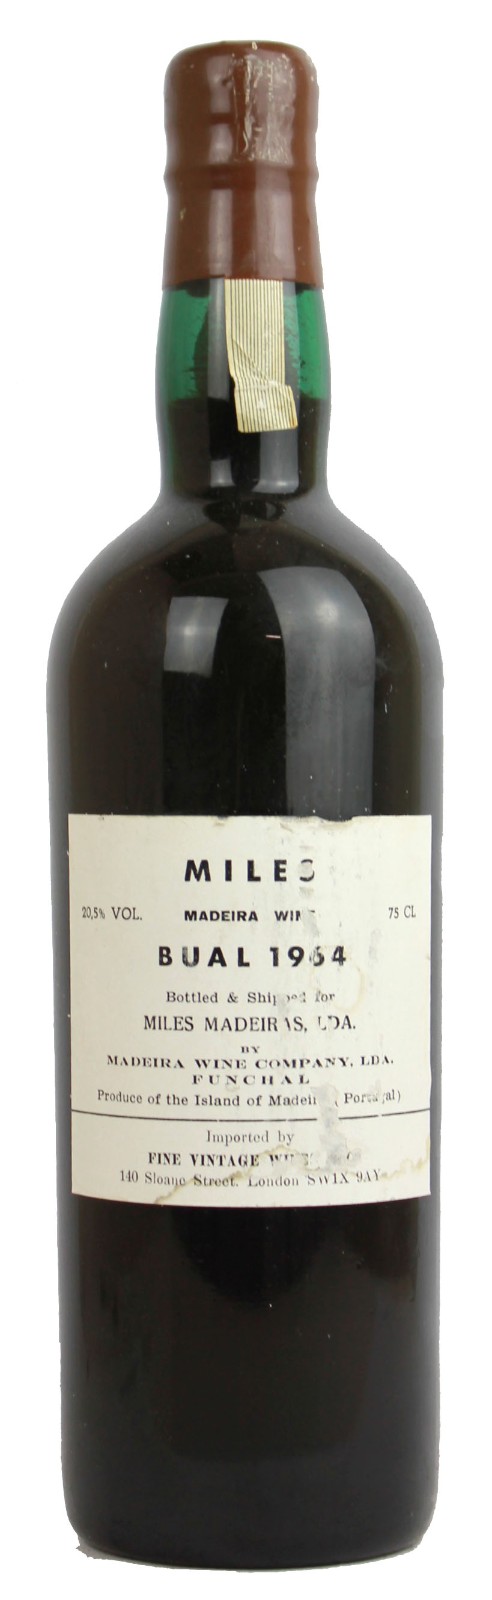 MILES
20,5% VOL. MADEIRA WINE 75 CL
BUAL 1964
Bottled & Shipped for
MILES MADEIRAS, LDA.
BY
MADEIRA WINE COMPANY, LDA.
FUNCHAL
Produce of the Island of Madeira (Portugal)
Imported by
FINE VINTAGE
140 Sloane Street. London SW1X 9AY